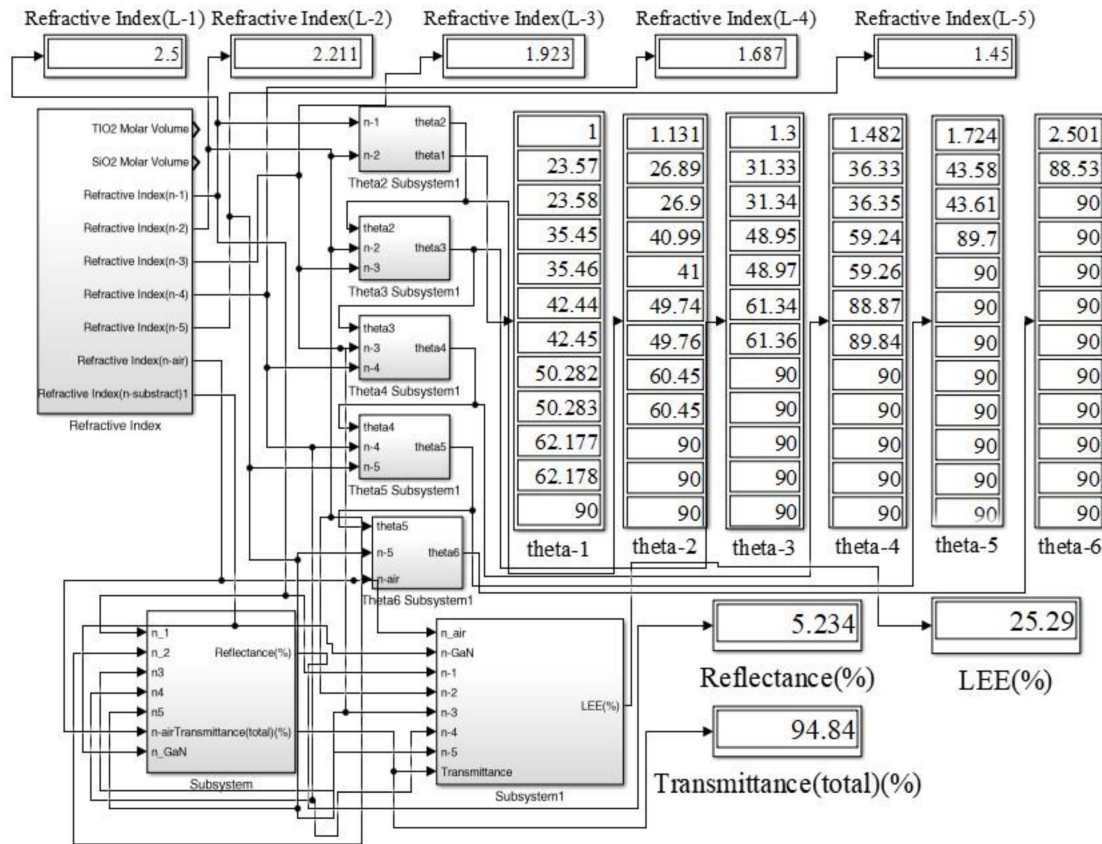 Refractive Index(L-1)
Refractive Index(L-2)
Refractive Index(L-3)
Refractive Index(L-4)
Refractive Index(L-5)
2.5
2.211
1.923
1.687
1.45
TIO2 Molar Volume
SiO2 Molar Volume
Refractive Index(n-1)
Refractive Index(n-2)
Refractive Index(n-3)
Refractive Index(n-4)
Refractive Index(n-5)
Refractive Index(n-air)
Refractive Index(n-substract)1
Refractive Index
n-1
theta2
n-2
theta1
Theta2 Subsystem1
theta2
n-2
theta3
n-3
Theta3 Subsystem1
theta3
n-3
theta4
n-4
Theta4 Subsystem1
theta4
n-4
theta5
n-5
Theta5 Subsystem1
theta5
n-5
theta6
n-air
Theta6 Subsystem1
1
23.57
23.58
35.45
35.46
42.44
42.45
50.282
50.283
62.177
62.178
90
theta-1
1.131
26.89
26.9
40.99
41
49.74
49.76
60.45
60.45
90
90
90
theta-2
1.3
31.33
31.34
48.95
48.97
61.34
61.36
90
90
90
90
90
theta-3
1.482
36.33
36.35
59.24
59.26
88.87
89.84
90
90
90
90
90
theta-4
1.724
43.58
43.61
89.7
90
90
90
90
90
90
90
90
theta-5
2.501
88.53
90
90
90
90
90
90
90
90
90
90
theta-6
n_1
n_2
Reflectance(%)
n3
n4
n5
n-airTransmittance(total)(%)
n_GaN
Subsystem
n_air
n-GaN
n-1
n-2
n-3
LEE(%)
n-4
n-5
Transmittance
Subsystem1
5.234
Reflectance(%)
25.29
LEE(%)
94.84
Transmittance(total)(%)